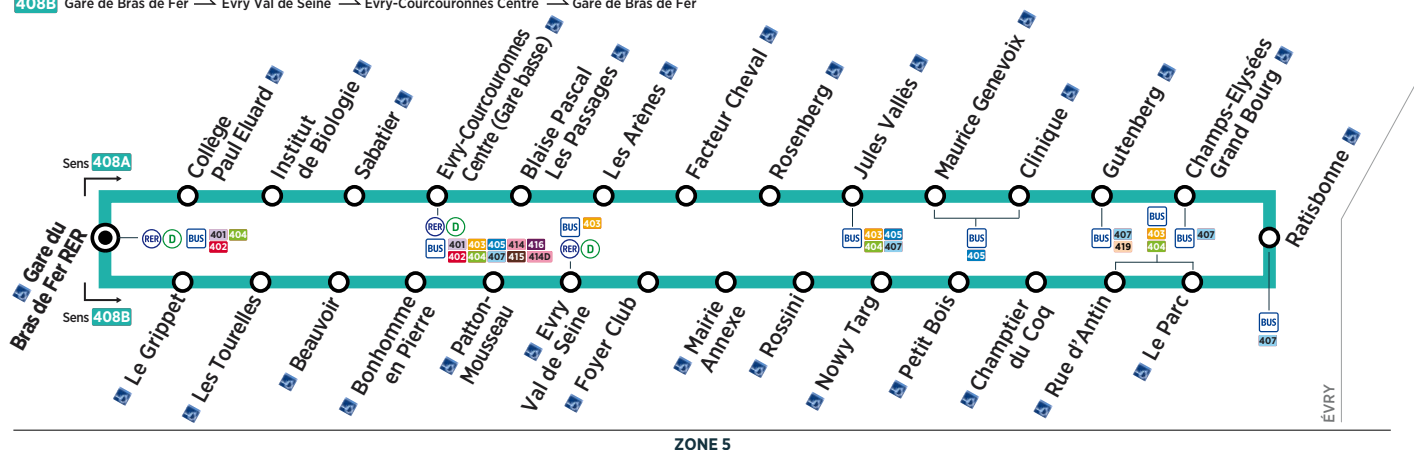 408B Gare de Bras de Fer → Evry Val de Seine → Evry-Courcouronnes Centre → Gare de Bras de Fer
Sens 408A
Collège
Paul Eluard
Institut
de Biologie
Sabatier
Evry-Courcouronnes
Centre (Gare basse)
Blaise Pascal
Les Passages
Les Arènes
Facteur Cheval
Rosenberg
Jules Vallès
Maurice Genevoix
Clinique
Gutenberg
Champs-Elysées
Grand Bourg
Ratisbonne
Gare du
Bras de Fer RER
RER D BUS 401 404
402
RER D
BUS 401 403 405 414 416
402 404 407 415 414D
BUS 403
RER D
BUS 403 405
404 407
BUS
405
BUS 407
419
BUS
403
404
BUS 407
BUS
407
Sens 408B
Le Grippet
Les Tourelles
Beauvoir
Bonhomme
en Pierre
Patton-
Mousseau
Evry
Val de Seine
Foyer Club
Mairie
Annexe
Rossini
Nowy Targ
Petit Bois
Champtier
du Coq
Rue d'Antin
Le Parc
ÉVRY
ZONE 5